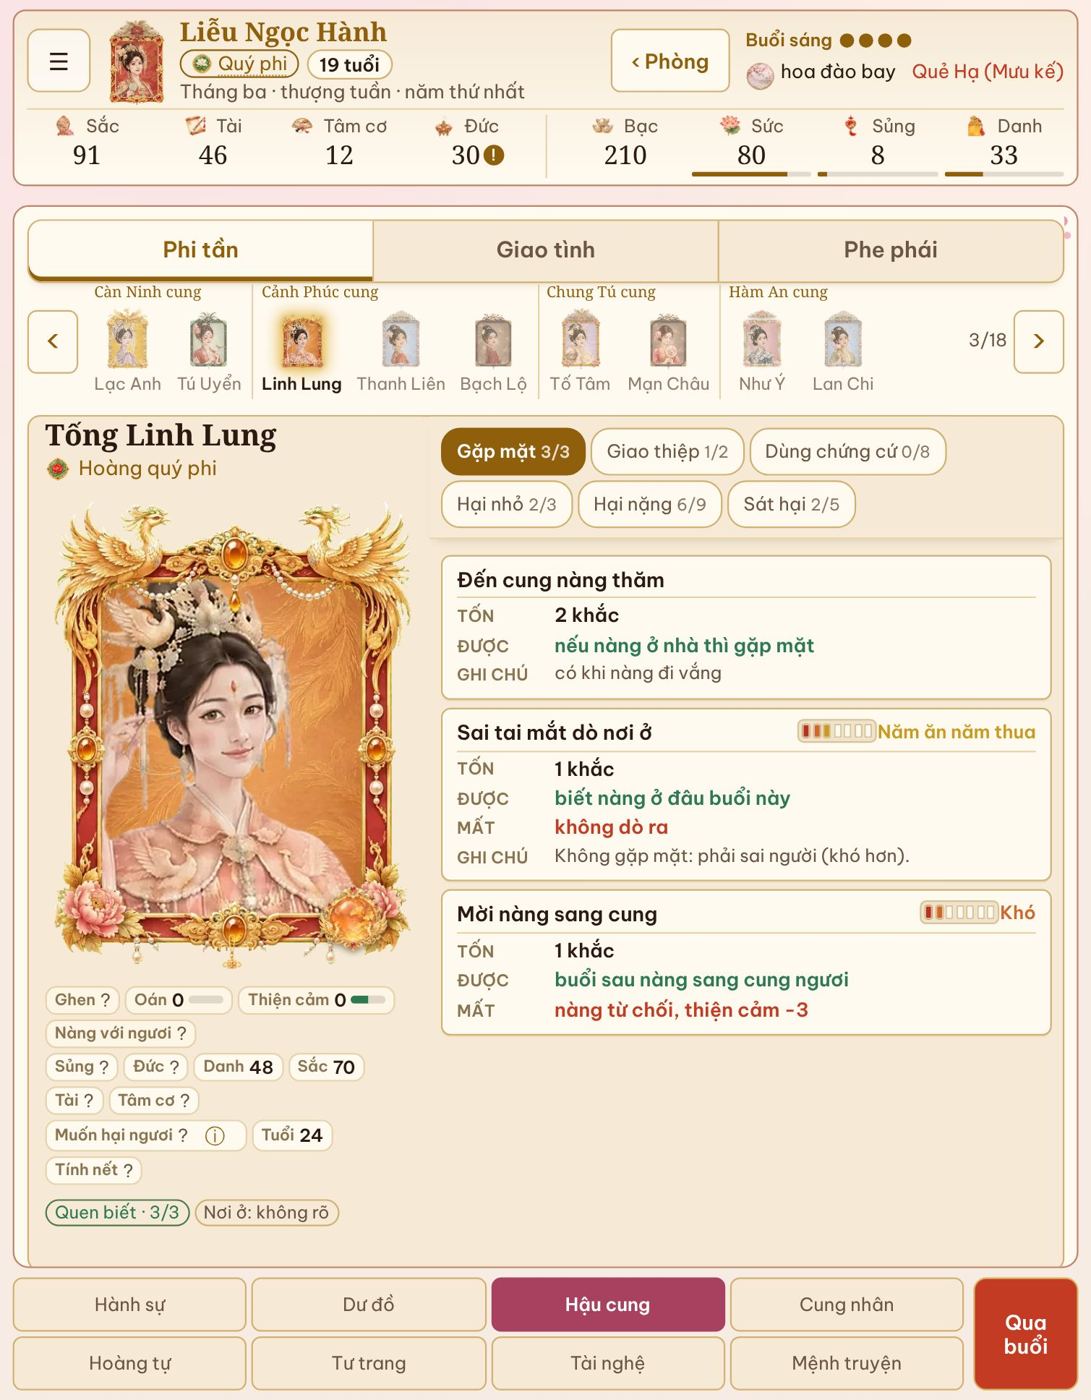 ☰
Liễu Ngọc Hành
Quý phi 19 tuổi
Tháng ba · thượng tuần · năm thứ nhất
‹ Phòng
Buổi sáng
hoa đào bay Quẻ Hạ (Mưu kế)
Sắc Tài Tâm cơ Đức Bạc Sức Sủng Danh
91 46 12 30 ! 210 80 8 33
Phi tần Giao tình Phe phái
Càn Ninh cung Cảnh Phúc cung Chung Tú cung Hàm An cung
‹ 3/18 ›
Lạc Anh Tú Uyển Linh Lung Thanh Liên Bạch Lộ Tố Tâm Mạn Châu Như Ý Lan Chi
Tống Linh Lung
Hoàng quý phi
Gặp mặt 3/3 Giao thiệp 1/2 Dùng chứng cứ 0/8
Hại nhỏ 2/3 Hại nặng 6/9 Sát hại 2/5
Đến cung nàng thăm
TỐN 2 khắc
ĐƯỢC nếu nàng ở nhà thì gặp mặt
GHI CHÚ có khi nàng đi vắng
Sai tai mắt dò nơi ở Năm ăn năm thua
TỐN 1 khắc
ĐƯỢC biết nàng ở đâu buổi này
MẤT không dò ra
GHI CHÚ Không gặp mặt: phải sai người (khó hơn).
Mời nàng sang cung Khó
TỐN 1 khắc
ĐƯỢC buổi sau nàng sang cung ngươi
MẤT nàng từ chối, thiện cảm -3
Ghen ? Oán 0 Thiện cảm 0
Nàng với ngươi ?
Sủng ? Đức ? Danh 48 Sắc 70
Tài ? Tâm cơ ?
Muốn hại ngươi ? ⓘ Tuổi 24
Tính nết ?
Quen biết · 3/3 Nơi ở: không rõ
Hành sự Dư đồ Hậu cung Cung nhân
Hoàng tự Tư trang Tài nghệ Mệnh truyện
Qua
buổi